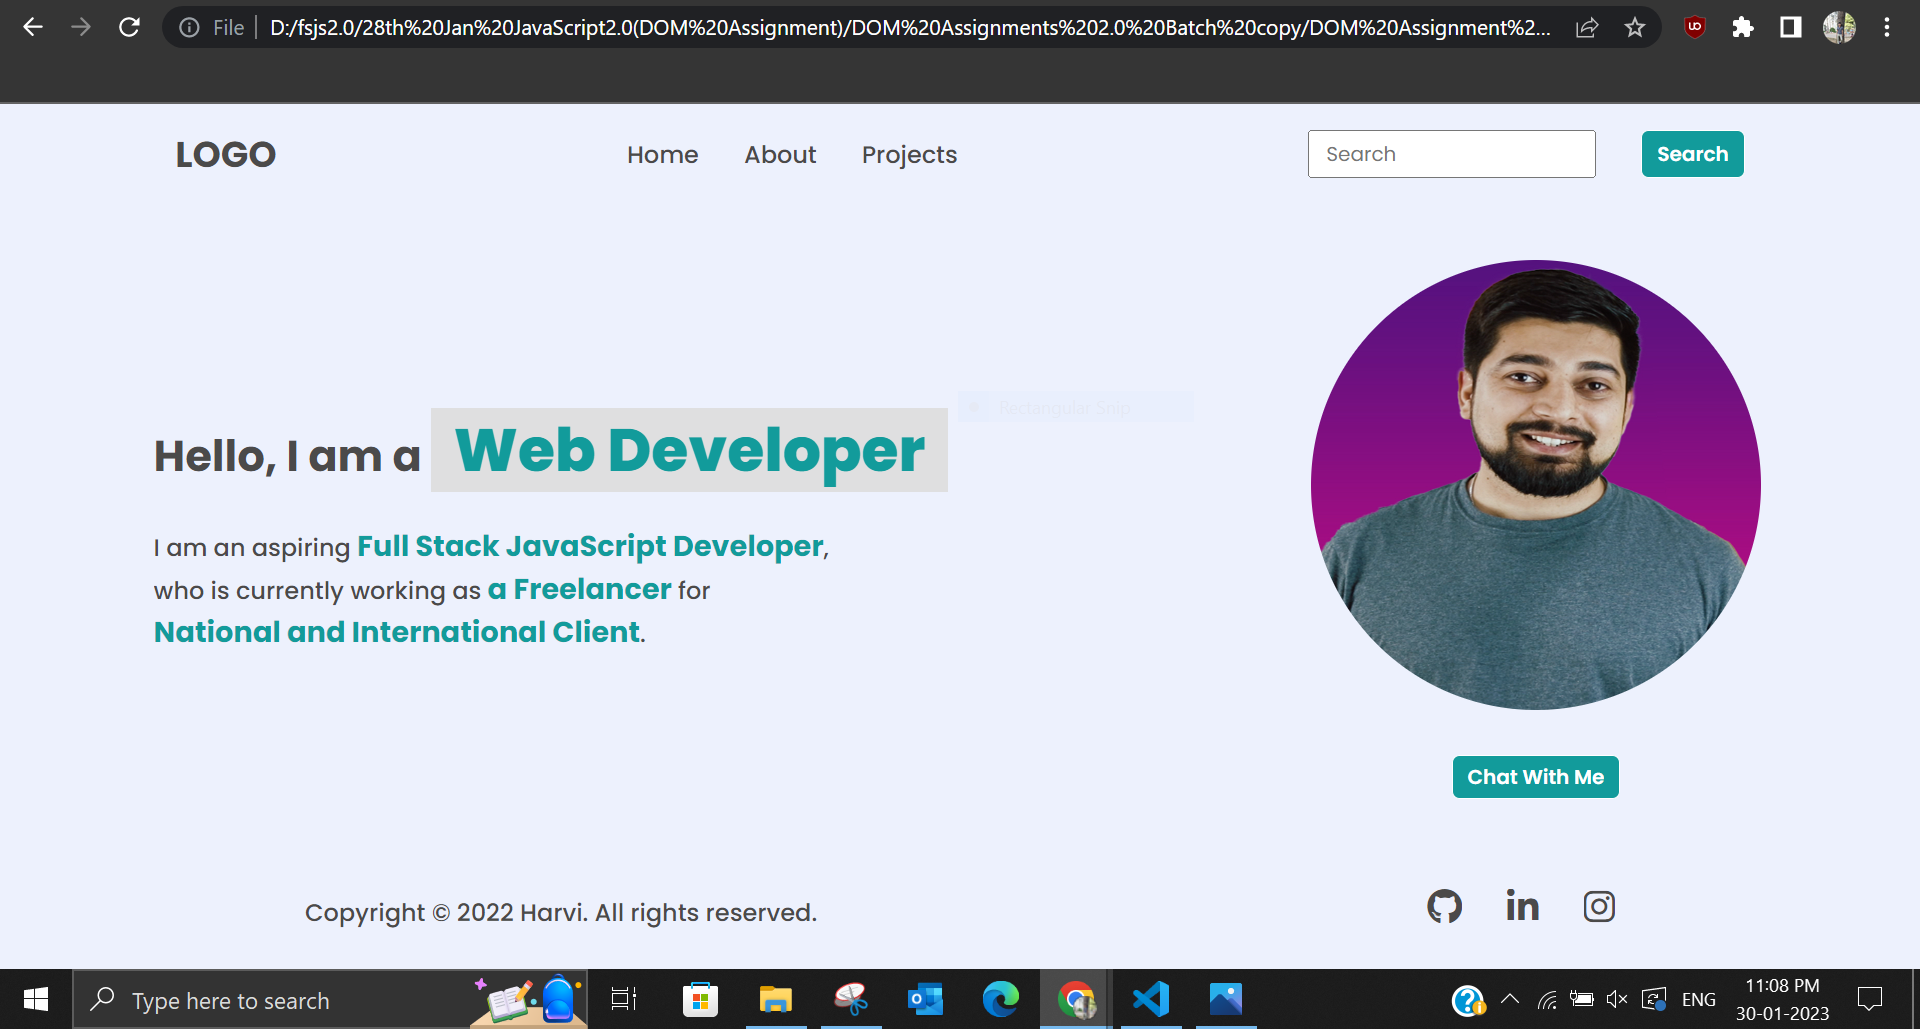 File
D:/fsjs2.0/28th%20Jan%20JavaScript2.0(DOM%20Assignment)/DOM%20Assignments%202.0%20Batch%20copy/DOM%20Assignment%2...
LOGO
Home About Projects
Search
Search
Rectangular Snip
Hello, I am a Web Developer
I am an aspiring Full Stack JavaScript Developer,
who is currently working as a Freelancer for
National and International Client.
Chat With Me
Copyright © 2022 Harvi. All rights reserved.
Type here to search
ENG
11:08 PM
30-01-2023